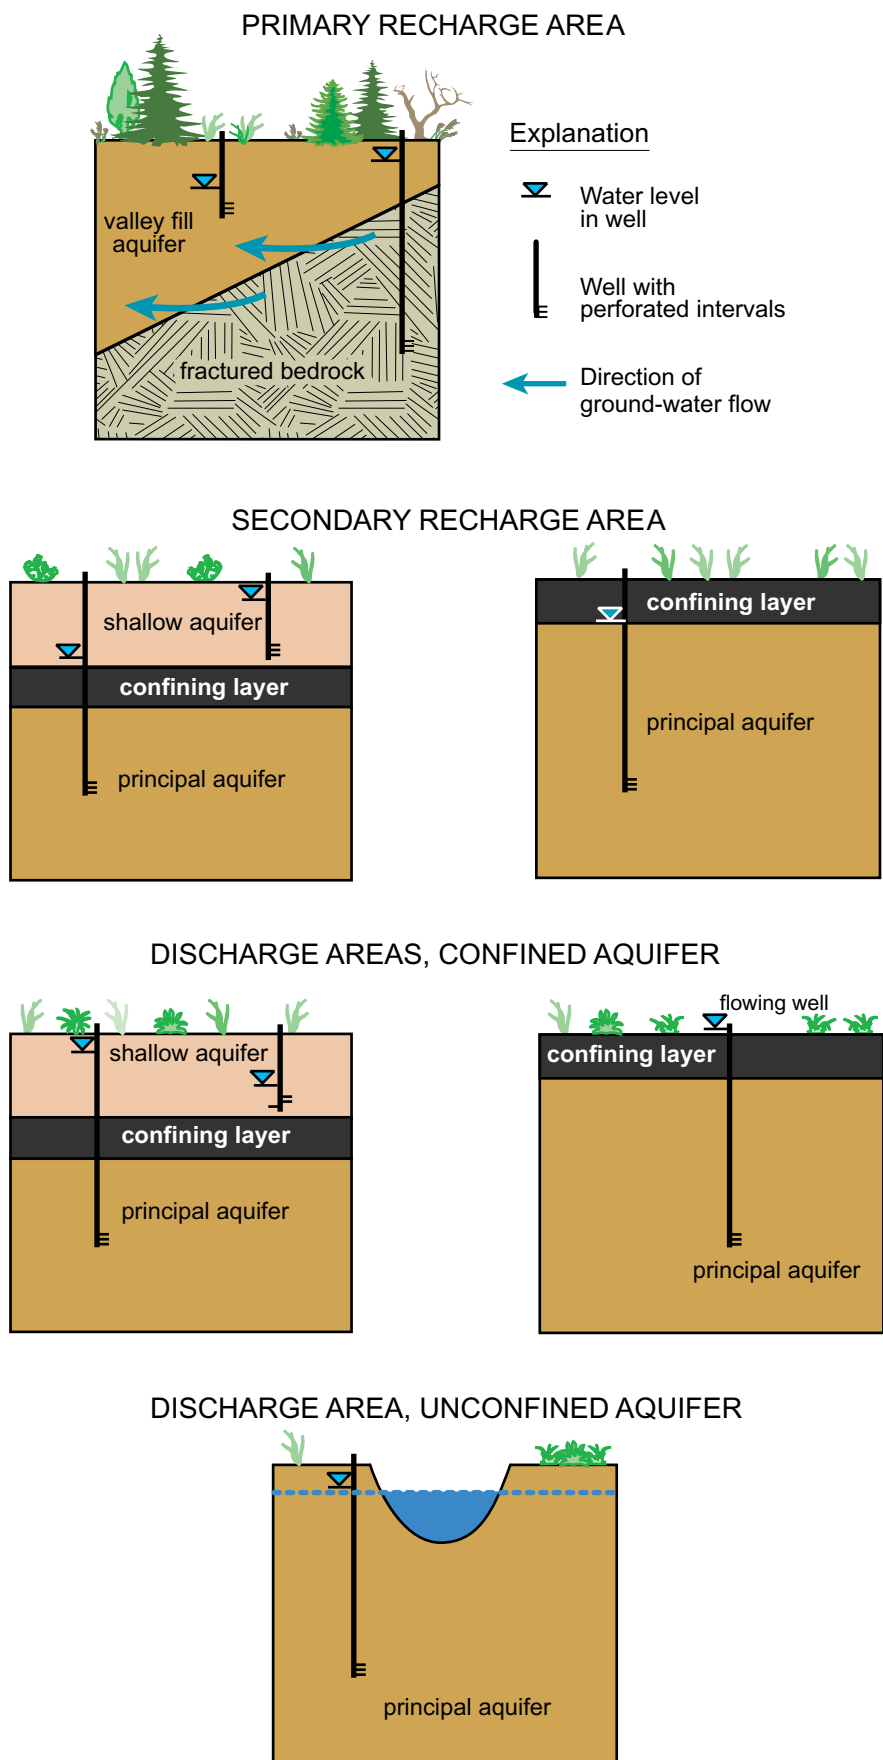 PRIMARY RECHARGE AREA
valley fill
aquifer
fractured bedrock
Explanation
Water level
in well
Well with
perforated intervals
Direction of
ground-water flow
SECONDARY RECHARGE AREA
shallow aquifer
confining layer
principal aquifer
confining layer
principal aquifer
DISCHARGE AREAS, CONFINED AQUIFER
shallow aquifer
confining layer
principal aquifer
flowing well
confining layer
principal aquifer
DISCHARGE AREA, UNCONFINED AQUIFER
principal aquifer